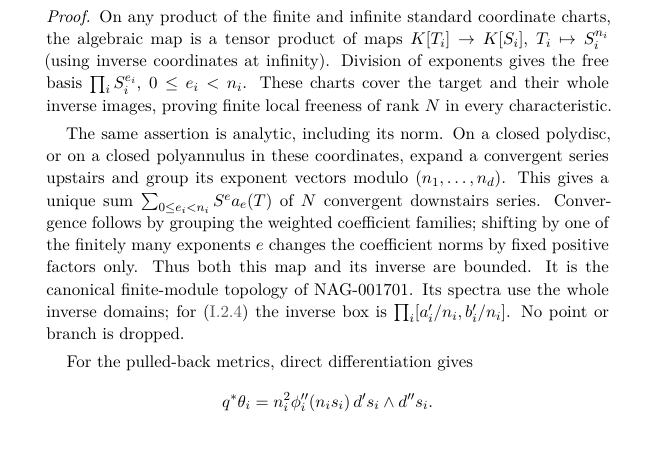 Proof. On any product of the finite and infinite standard coordinate charts,
the algebraic map is a tensor product of maps K[T_i] → K[S_i], T_i ↦ S_i^{n_i}
(using inverse coordinates at infinity). Division of exponents gives the free
basis ∏_i S_i^{e_i}, 0 ≤ e_i < n_i. These charts cover the target and their whole
inverse images, proving finite local freeness of rank N in every characteristic.
The same assertion is analytic, including its norm. On a closed polydisc,
or on a closed polyannulus in these coordinates, expand a convergent series
upstairs and group its exponent vectors modulo (n_1, . . . , n_d). This gives a
unique sum ∑_{0≤e_i<n_i} S^e a_e(T) of N convergent downstairs series. Conver-
gence follows by grouping the weighted coefficient families; shifting by one of
the finitely many exponents e changes the coefficient norms by fixed positive
factors only. Thus both this map and its inverse are bounded. It is the
canonical finite-module topology of NAG-001701. Its spectra use the whole
inverse domains; for (I.2.4) the inverse box is ∏_i[a'_i/n_i, b'_i/n_i]. No point or
branch is dropped.
For the pulled-back metrics, direct differentiation gives
q*θ_i = n_i^2 ϕ''_i(n_i s_i) d's_i ∧ d''s_i.